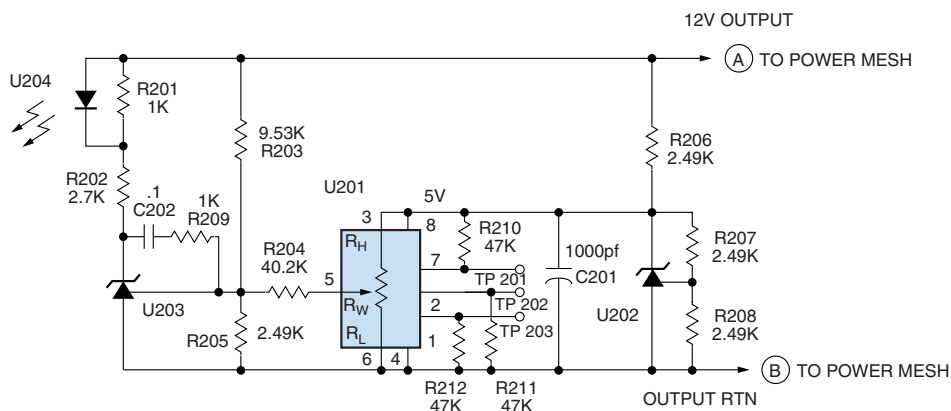 12V OUTPUT
A TO POWER MESH
U204
R201
1K
9.53K
R203
R206
2.49K
R202
2.7K
.1
C202
1K
R209
U201
5V
3
8
R210
47K
1000pf
C201
R207
2.49K
R204
40.2K
RH
7
5
TP 201
RW
TP 202
2
U203
U202
R208
2.49K
R205
2.49K
RL
TP 203
1
6
4
B TO POWER MESH
R212
47K
R211
47K
OUTPUT RTN